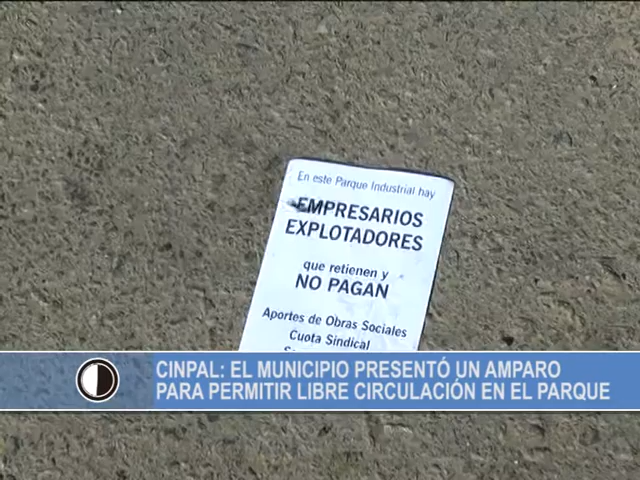 En este Parque Industrial hay
EMPRESARIOS
EXPLOTADORES
que retienen y
NO PAGAN
Aportes de Obras Sociales
Cuota Sindical
CINPAL: EL MUNICIPIO PRESENTÓ UN AMPARO
PARA PERMITIR LIBRE CIRCULACIÓN EN EL PARQUE